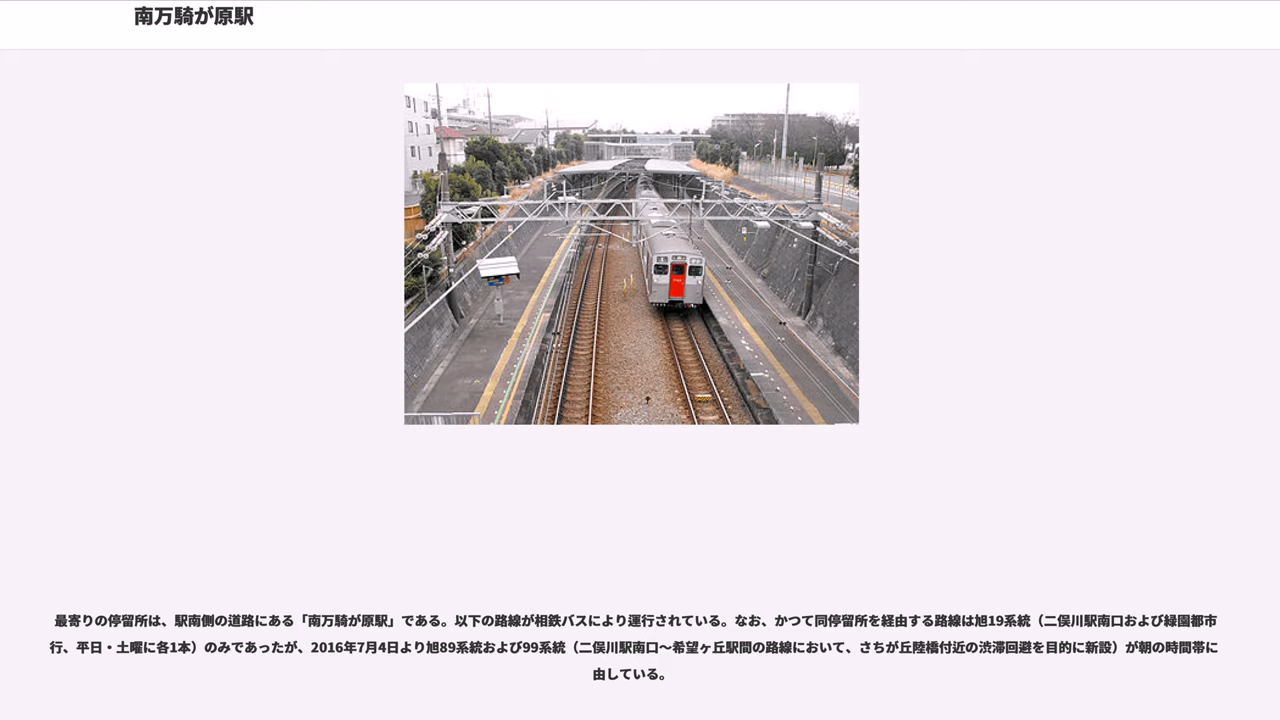 南万騎が原駅
最寄りの停留所は、駅南側の道路にある「南万騎が原駅」である。以下の路線が相鉄バスにより運行されている。なお、かつて同停留所を経由する路線は旭19系統（二俣川駅南口および緑園都市
行、平日・土曜に各1本）のみであったが、2016年7月4日より旭89系統および99系統（二俣川駅南口〜希望ヶ丘駅間の路線において、さちが丘陸橋付近の渋滞回避を目的に新設）が朝の時間帯に
由している。